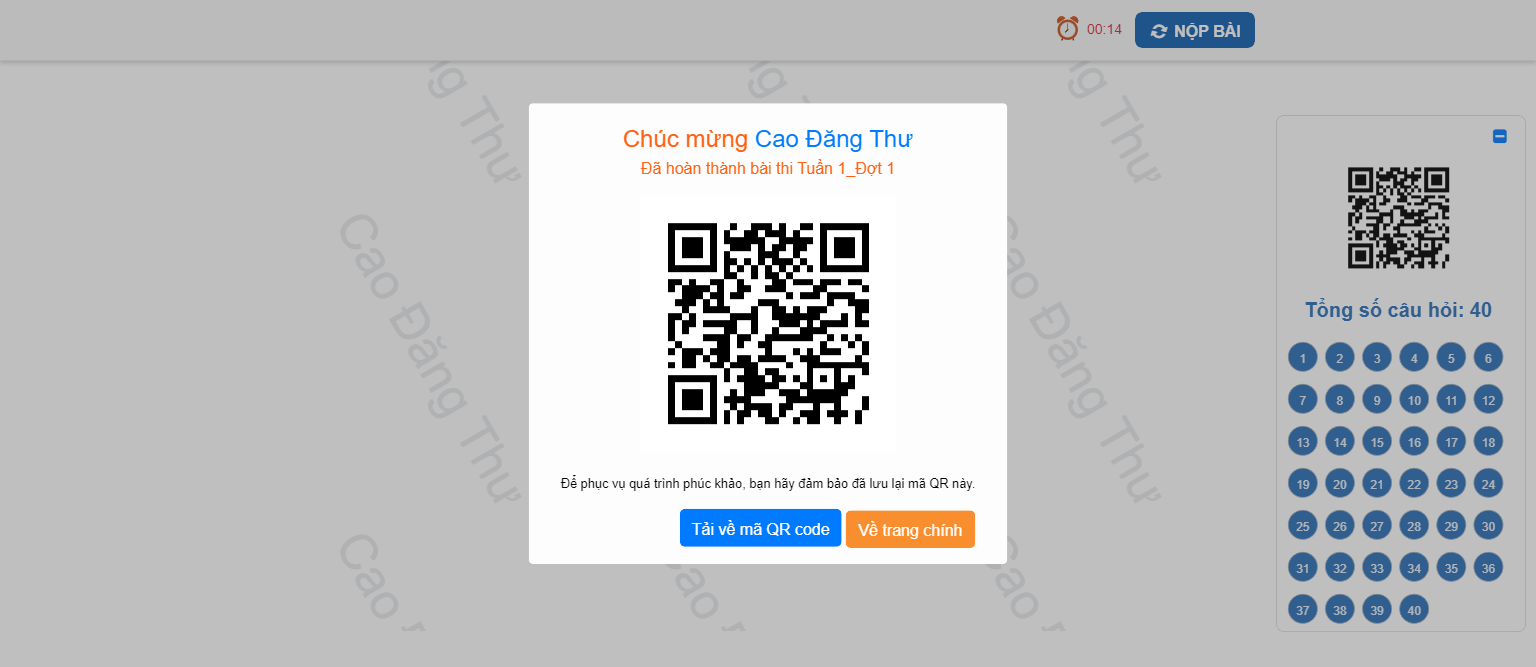 00:14 NỘP BÀI
Chúc mừng Cao Đăng Thư
Đã hoàn thành bài thi Tuần 1_Đợt 1
Để phục vụ quá trình phúc khảo, bạn hãy đảm bảo đã lưu lại mã QR này.
Tải về mã QR code Về trang chính
Tổng số câu hỏi: 40
1 2 3 4 5 6
7 8 9 10 11 12
13 14 15 16 17 18
19 20 21 22 23 24
25 26 27 28 29 30
31 32 33 34 35 36
37 38 39 40
ng Thư
ng Thư
Cao Đăng Thư
Cao Đăng Thư
Cao
Cao
Cao